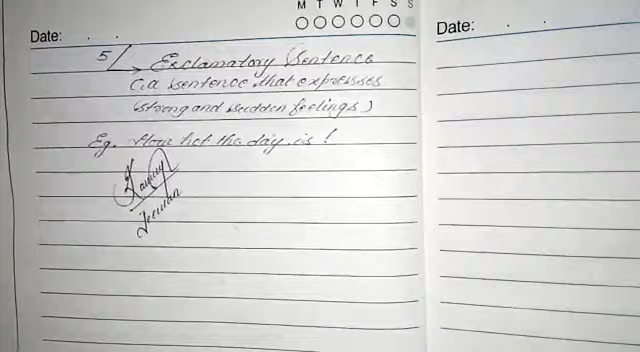 M T W T F S S
Date: . .
Date: . .
5 Exclamatory Sentence
(a sentence that expresses
strong and sudden feelings)
Eg. How hot the day is !